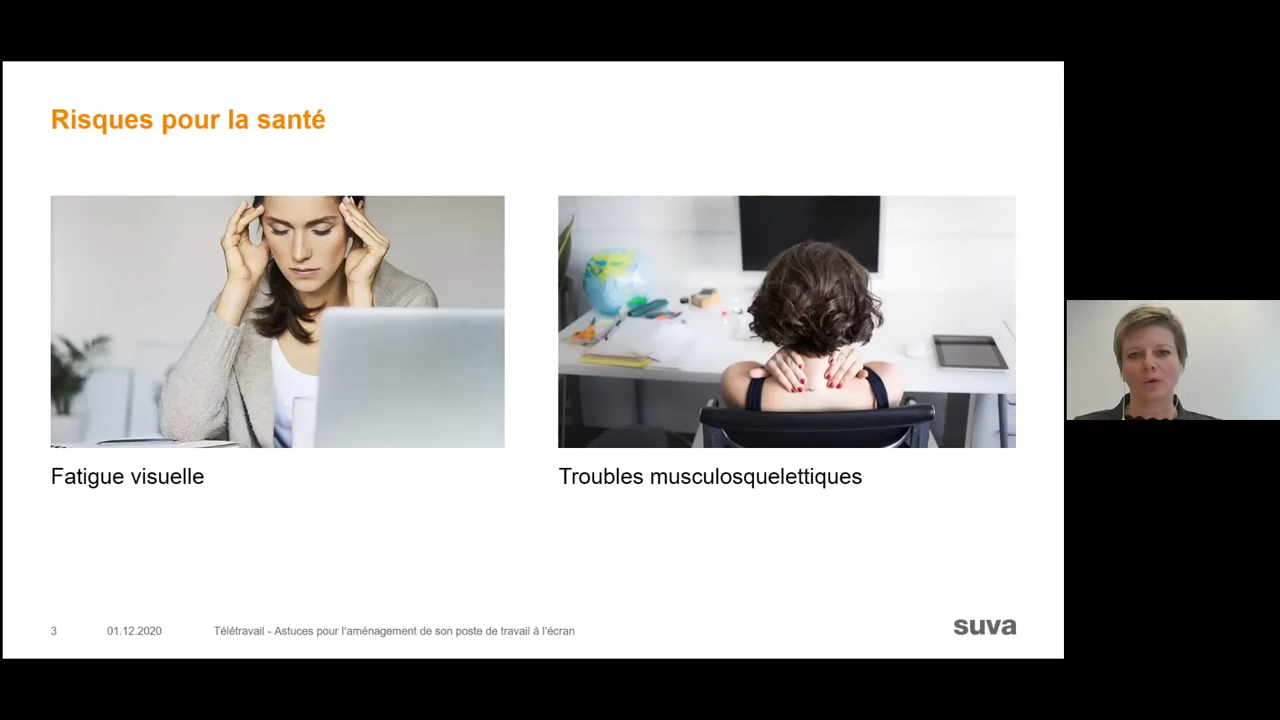 Risques pour la santé
Fatigue visuelle
Troubles musculosquelettiques
3 01.12.2020 Télétravail - Astuces pour l'aménagement de son poste de travail à l'écran
suva